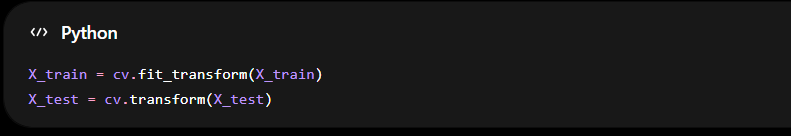 Python
X_train = cv.fit_transform(X_train)
X_test = cv.transform(X_test)